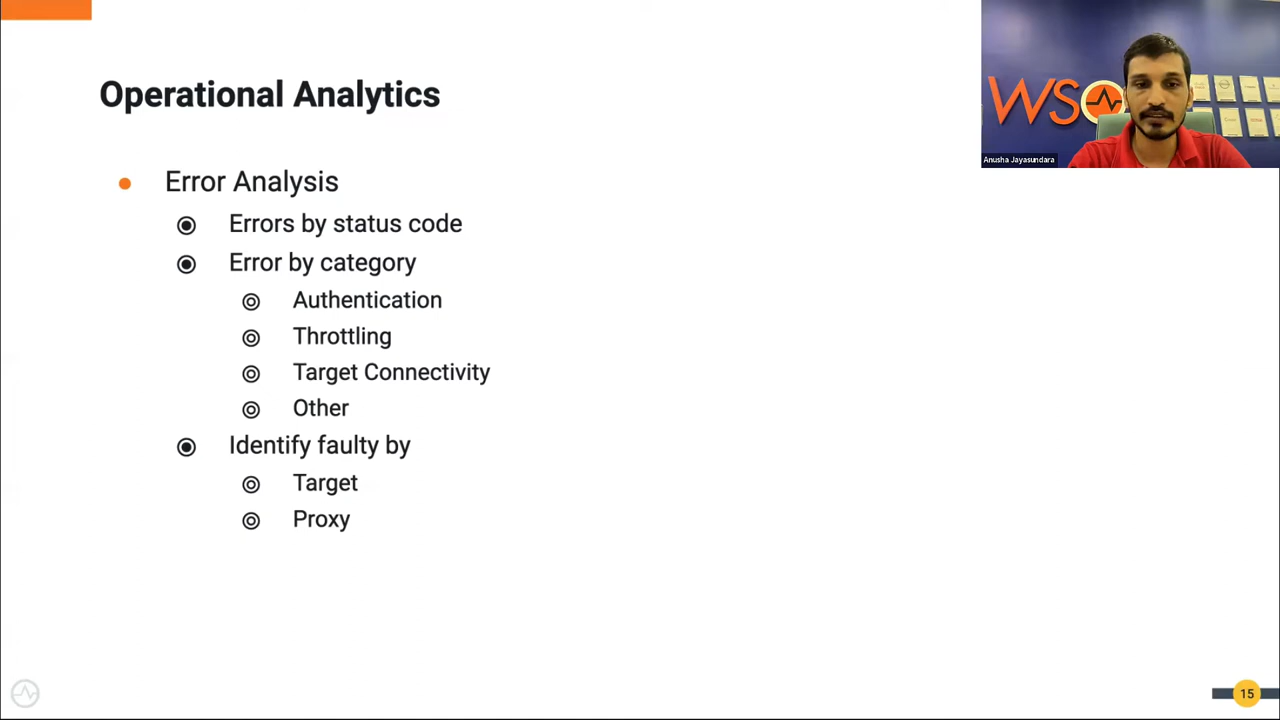 Operational Analytics
Error Analysis
Errors by status code
Error by category
Authentication
Throttling
Target Connectivity
Other
Identify faulty by
Target
Proxy
WSO
Anusha Jayasundara
15